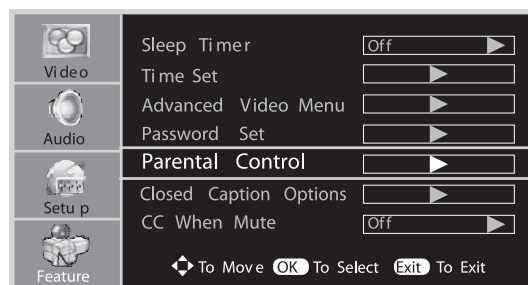 Video
Audio
Setup
Feature
Sleep Timer Off
Time Set
Advanced Video Menu
Password Set
Parental Control
Closed Caption Options
CC When Mute Off
To Move OK To Select Exit To Exit